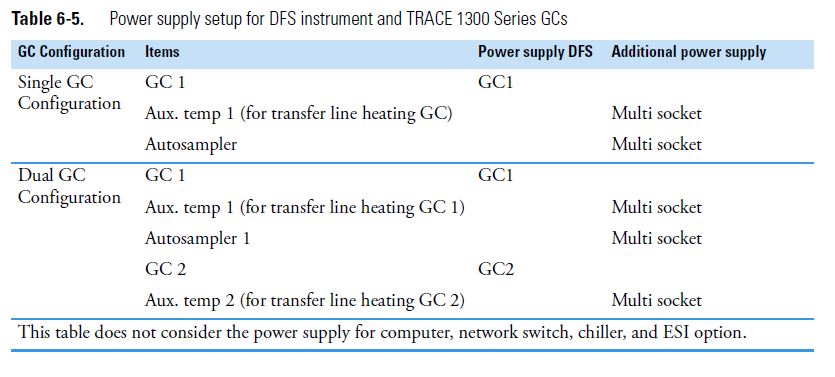 Table 6-5. Power supply setup for DFS instrument and TRACE 1300 Series GCs
GC Configuration Items Power supply DFS Additional power supply
Single GC Configuration GC 1 GC1
Aux. temp 1 (for transfer line heating GC) Multi socket
Autosampler Multi socket
Dual GC Configuration GC 1 GC1
Aux. temp 1 (for transfer line heating GC 1) Multi socket
Autosampler 1 Multi socket
GC 2 GC2
Aux. temp 2 (for transfer line heating GC 2) Multi socket
This table does not consider the power supply for computer, network switch, chiller, and ESI option.